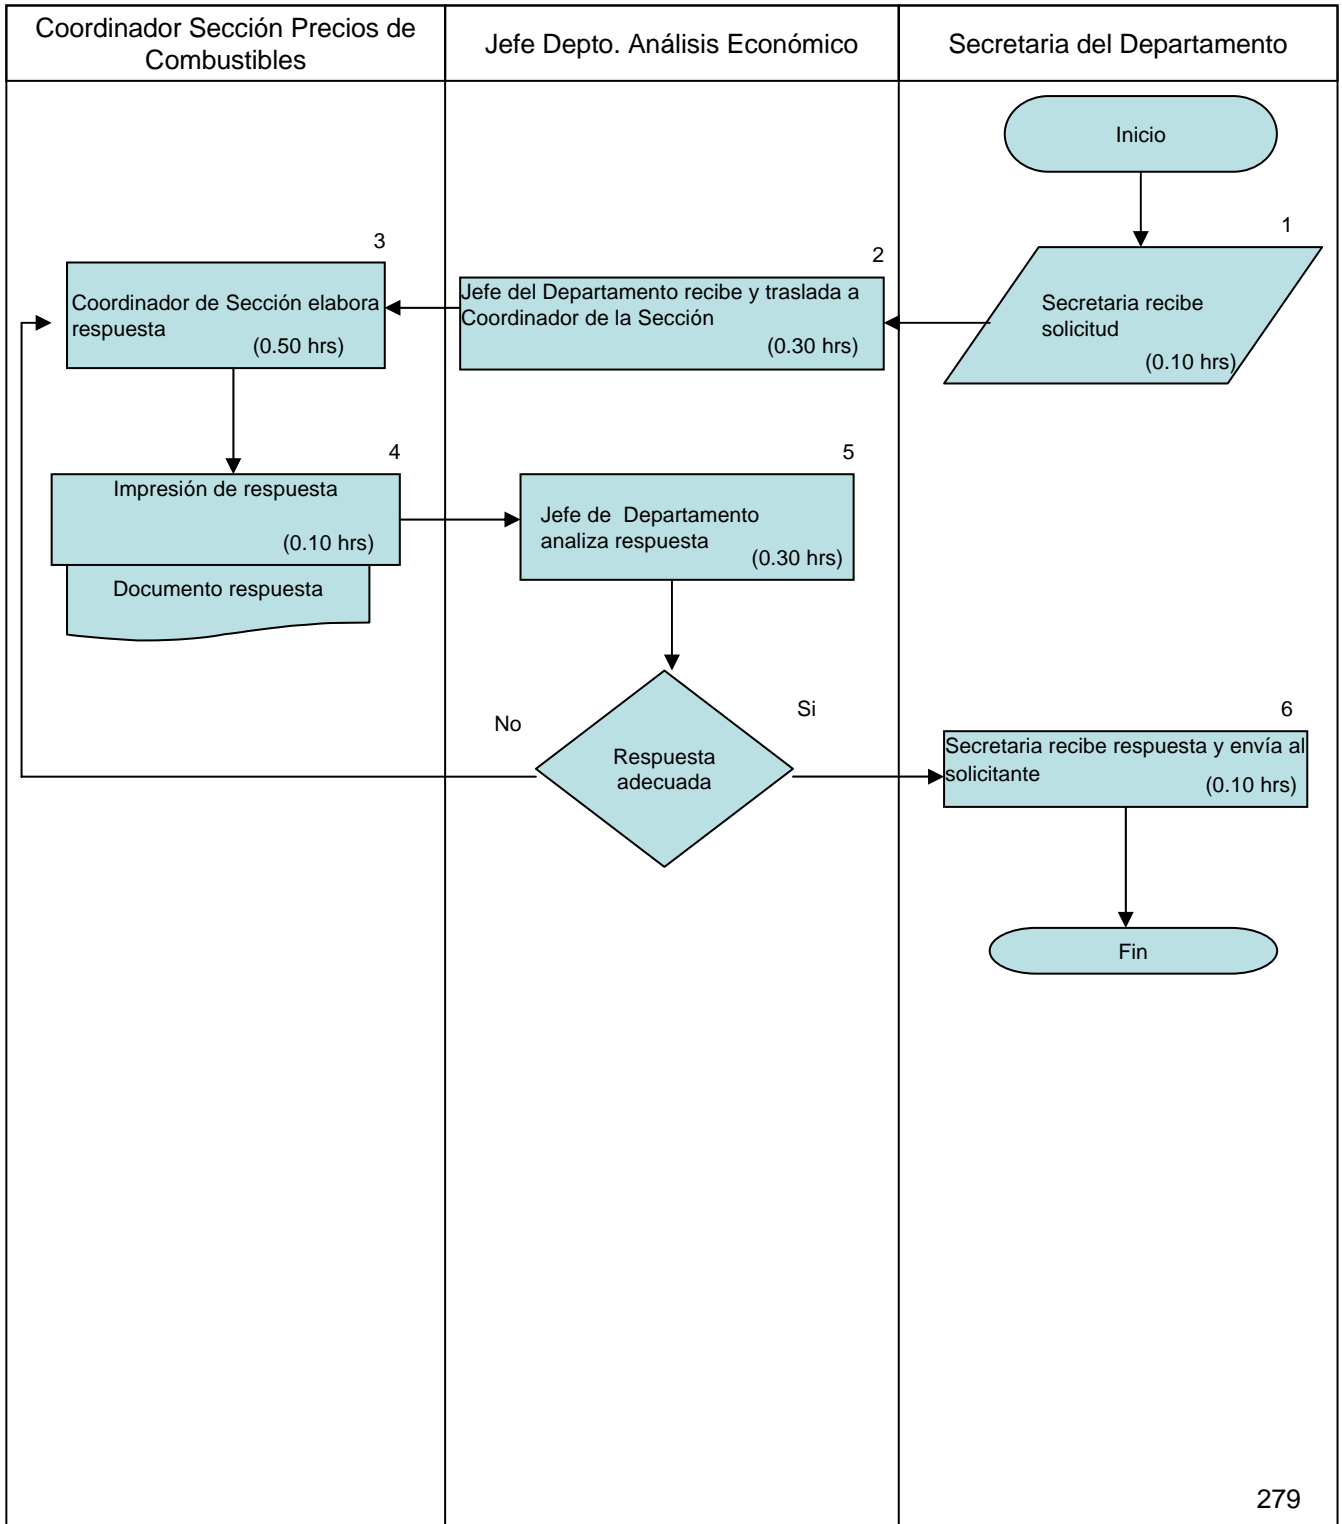 Coordinador Sección Precios de
Combustibles
Jefe Depto. Análisis Económico
Secretaria del Departamento
Inicio
1
Secretaria recibe
solicitud
(0.10 hrs)
2
Jefe del Departamento recibe y traslada a
Coordinador de la Sección
(0.30 hrs)
3
Coordinador de Sección elabora
respuesta
(0.50 hrs)
4
Impresión de respuesta
(0.10 hrs)
Documento respuesta
5
Jefe de  Departamento
analiza respuesta
(0.30 hrs)
Respuesta
adecuada
No
Si
6
Secretaria recibe respuesta y envía al
solicitante
(0.10 hrs)
Fin
279